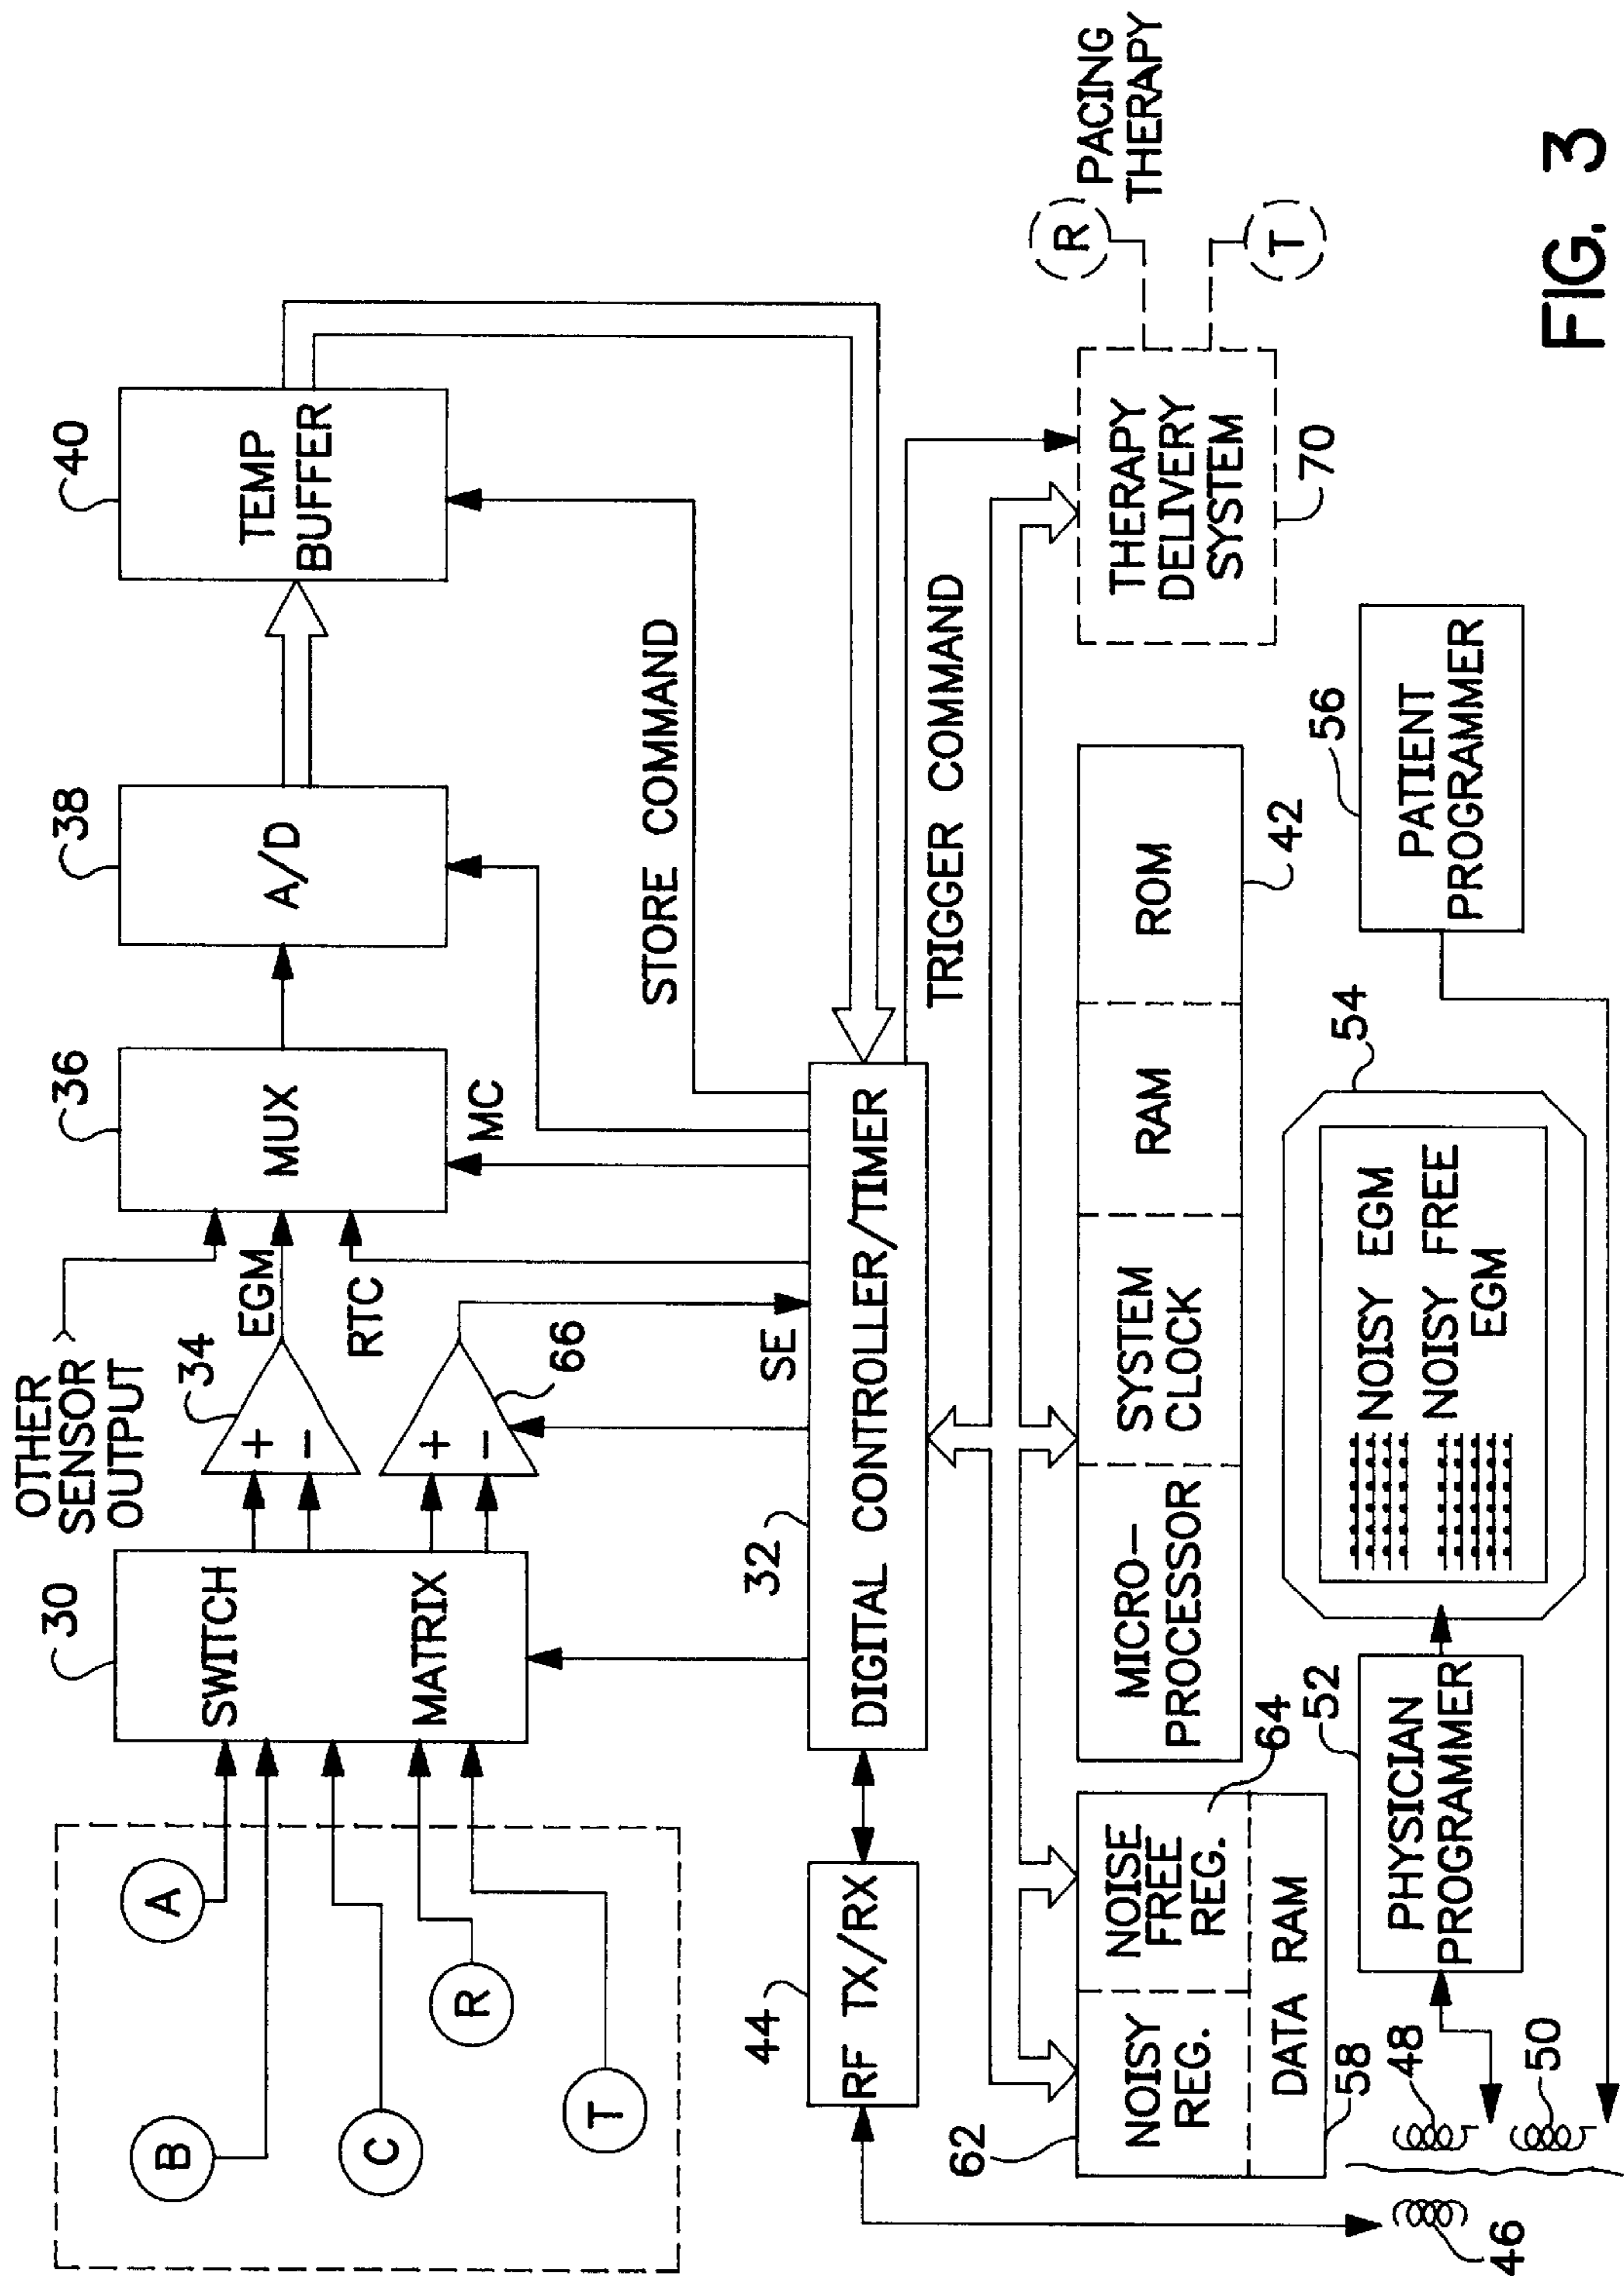 OTHER
SENSOR
OUTPUT
30
SWITCH
MATRIX
A
B
C
R
T
34
+
-
EGM
RTC
66
+
-
SE
36
MUX
MC
38
A/D
40
TEMP
BUFFER
STORE COMMAND
TRIGGER COMMAND
32
DIGITAL CONTROLLER/TIMER
44
RF TX/RX
62
NOISY
REG.
NOISE
FREE
REG.
64
DATA RAM
58
MICRO-
PROCESSOR
SYSTEM
CLOCK
RAM
ROM
42
THERAPY
DELIVERY
SYSTEM
70
R
T
PACING
THERAPY
46
48
50
52
PHYSICIAN
PROGRAMMER
54
NOISY EGM
NOISY FREE
EGM
56
PATIENT
PROGRAMMER
FIG. 3